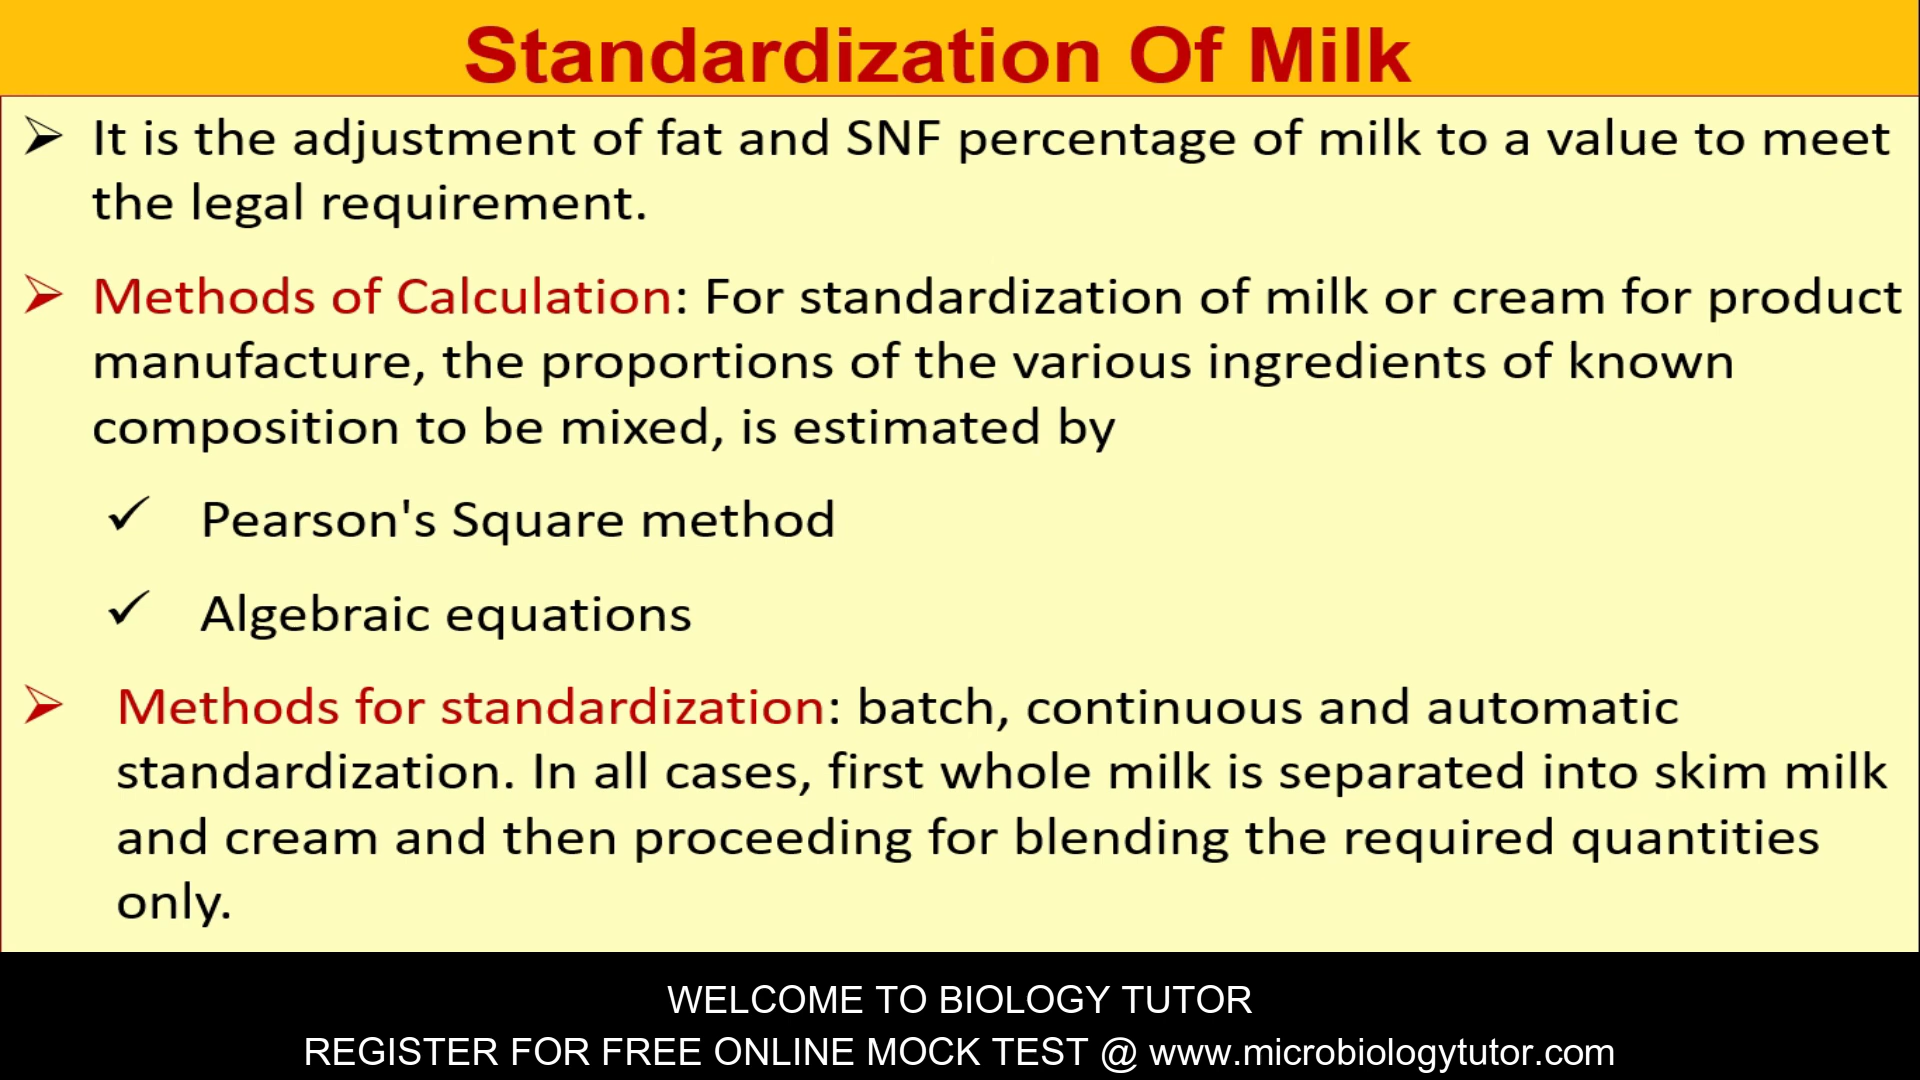 Standardization Of Milk
➢ It is the adjustment of fat and SNF percentage of milk to a value to meet
the legal requirement.
➢ Methods of Calculation: For standardization of milk or cream for product
manufacture, the proportions of the various ingredients of known
composition to be mixed, is estimated by
✓ Pearson's Square method
✓ Algebraic equations
➢ Methods for standardization: batch, continuous and automatic
standardization. In all cases, first whole milk is separated into skim milk
and cream and then proceeding for blending the required quantities
only.
WELCOME TO BIOLOGY TUTOR
REGISTER FOR FREE ONLINE MOCK TEST @ www.microbiologytutor.com